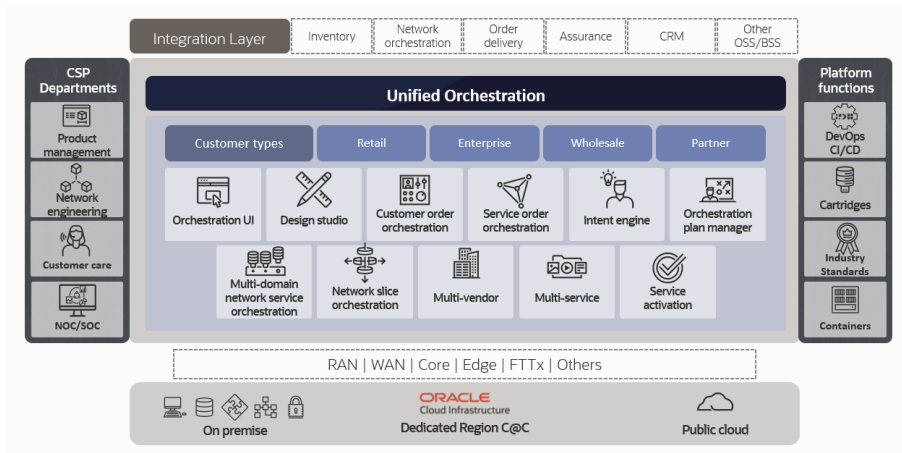 Integration Layer
Inventory
Network
orchestration
Order
delivery
Assurance
CRM
Other
OSS/BSS
CSP
Departments
Product
management
Network
engineering
Customer care
NOC/SOC
Unified Orchestration
Customer types
Retail
Enterprise
Wholesale
Partner
Orchestration UI
Design studio
Customer order
orchestration
Service order
orchestration
Intent engine
Orchestration
plan manager
Multi-domain
network service
orchestration
Network slice
orchestration
Multi-vendor
Multi-service
Service
activation
Platform
functions
DevOps
CI/CD
Cartridges
Industry
Standards
Containers
RAN | WAN | Core | Edge | FTTx | Others
On premise
ORACLE
Cloud Infrastructure
Dedicated Region C@C
Public cloud